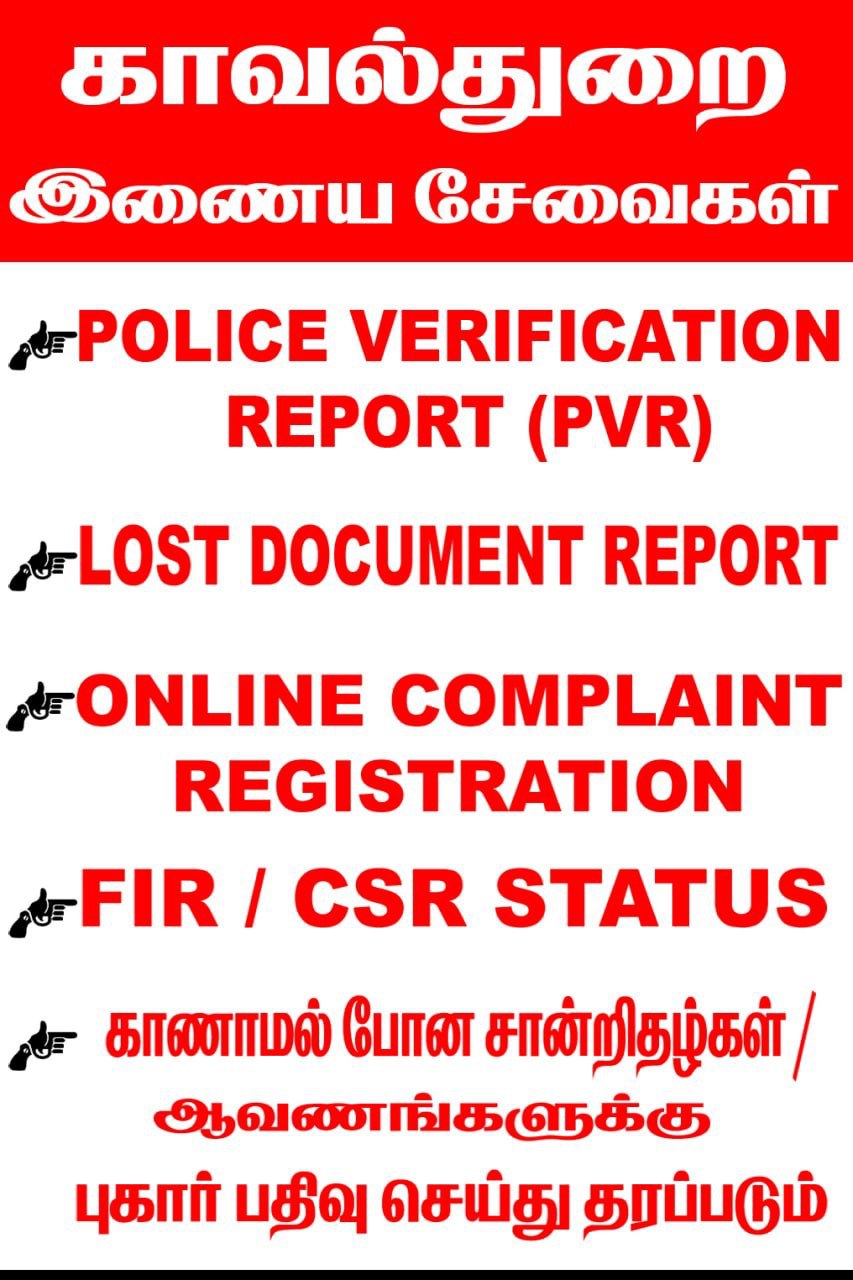 காவல்துறை
இணைய சேவைகள்
POLICE VERIFICATION
REPORT (PVR)
LOST DOCUMENT REPORT
ONLINE COMPLAINT
REGISTRATION
FIR / CSR STATUS
காணாமல் போன சான்றிதழ்கள் /
ஆவணங்களுக்கு
புகார் பதிவு செய்து தரப்படும்